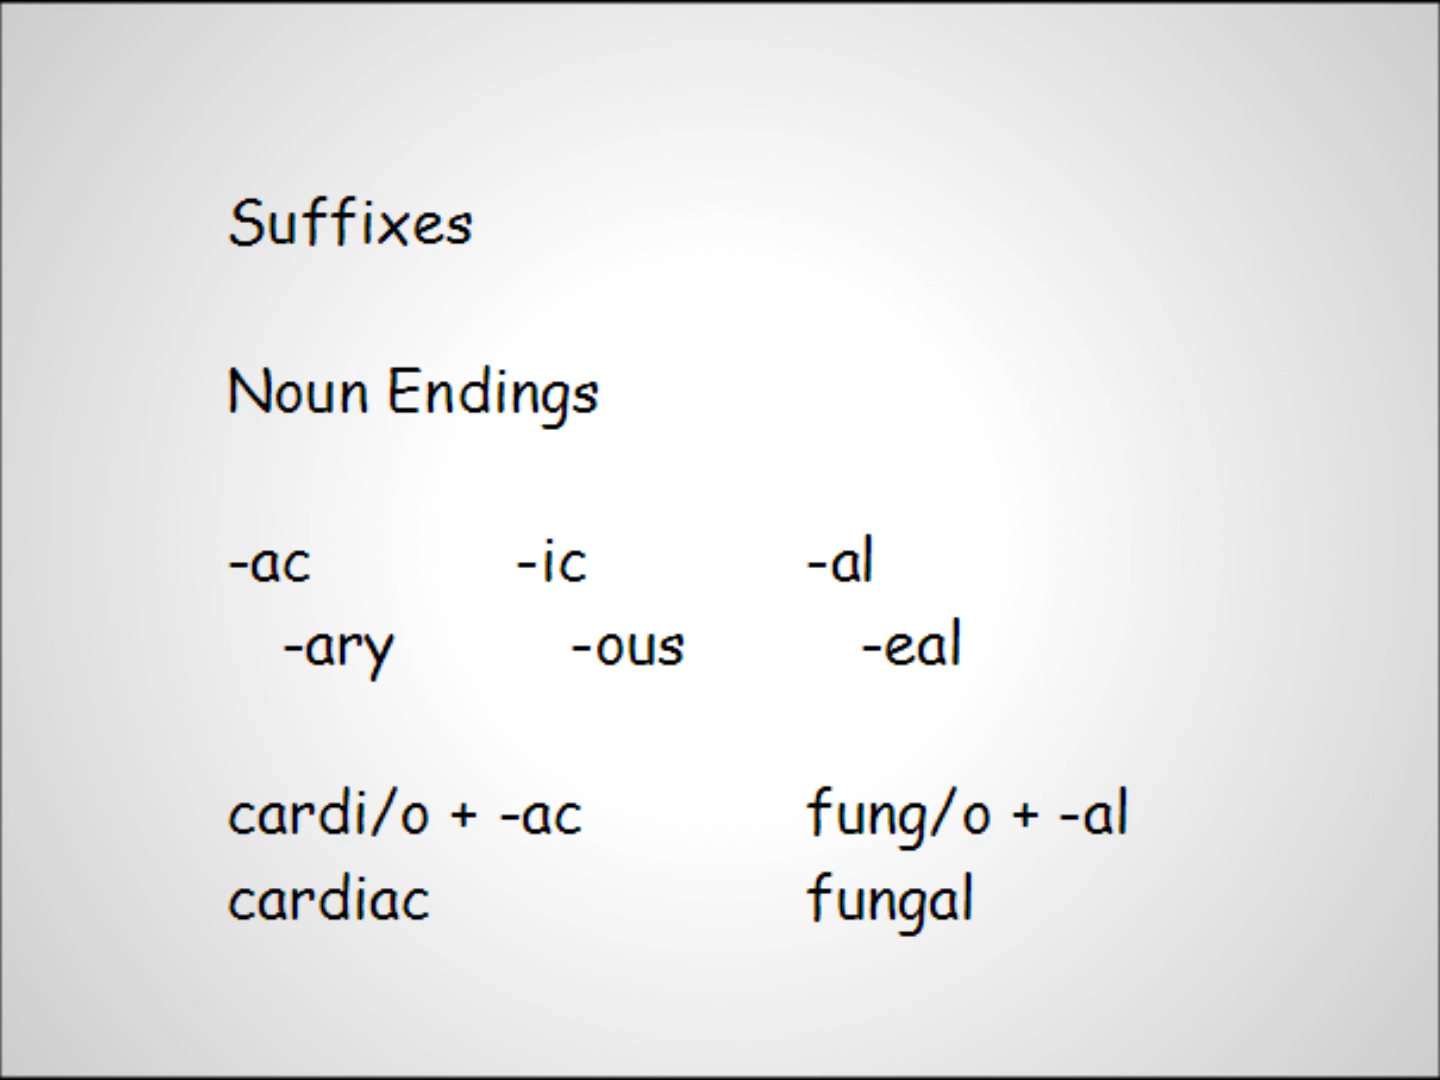 Suffixes
Noun Endings
-ac -ic -al
-ary -ous -eal
cardi/o + -ac fung/o + -al
cardiac fungal